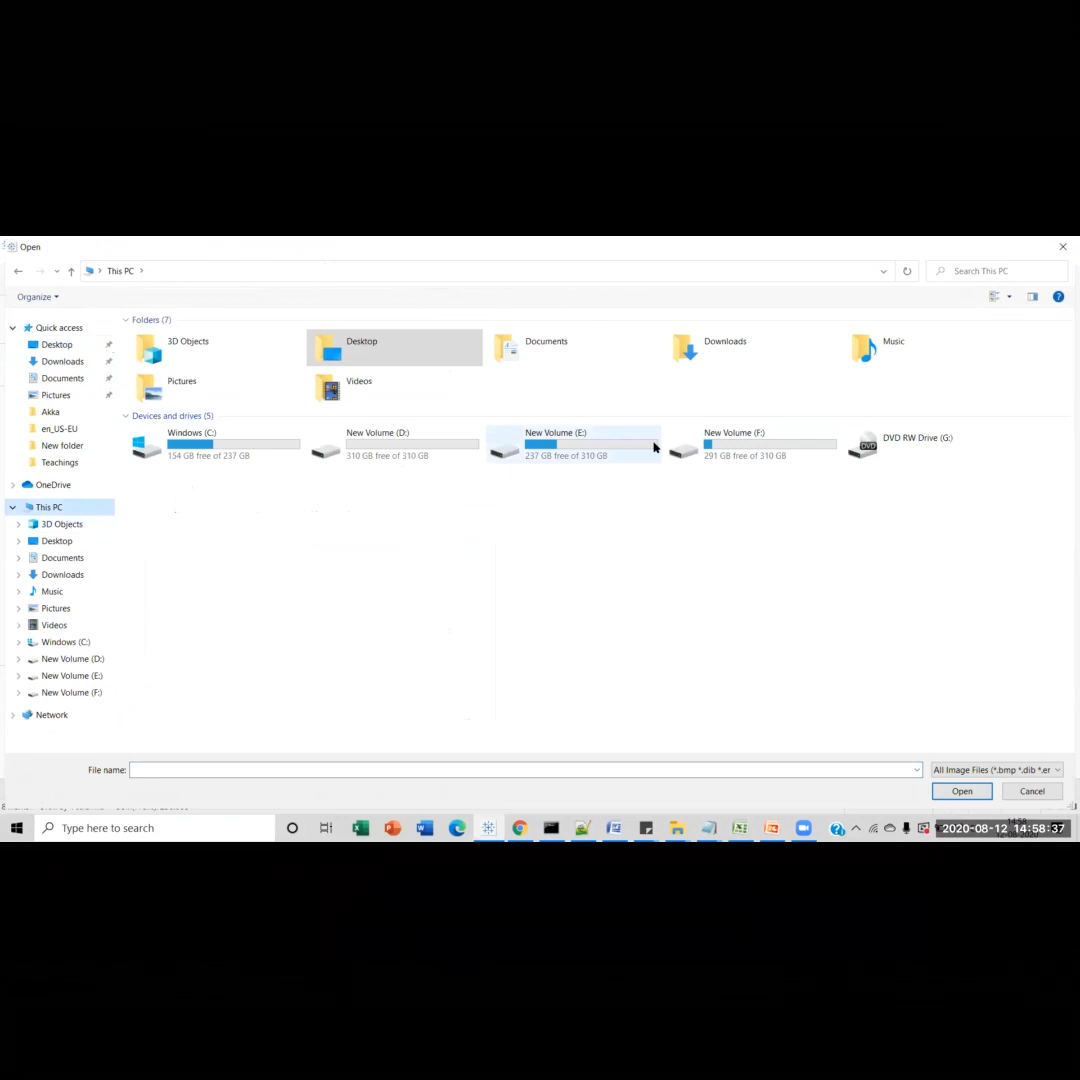 Open
This PC
Search This PC
Organize
Quick access
Desktop
Downloads
Documents
Pictures
Akka
en_US-EU
New folder
Teachings
OneDrive
This PC
3D Objects
Desktop
Documents
Downloads
Music
Pictures
Videos
Windows (C:)
New Volume (D:)
New Volume (E:)
New Volume (F:)
Network
Folders (7)
3D Objects
Desktop
Documents
Downloads
Music
Pictures
Videos
Devices and drives (5)
Windows (C:)
154 GB free of 237 GB
New Volume (D:)
310 GB free of 310 GB
New Volume (E:)
237 GB free of 310 GB
New Volume (F:)
291 GB free of 310 GB
DVD
DVD RW Drive (G:)
File name:
All Image Files (*.bmp *.dib *.er
Open
Cancel
Type here to search
2020-08-12 14:58:37